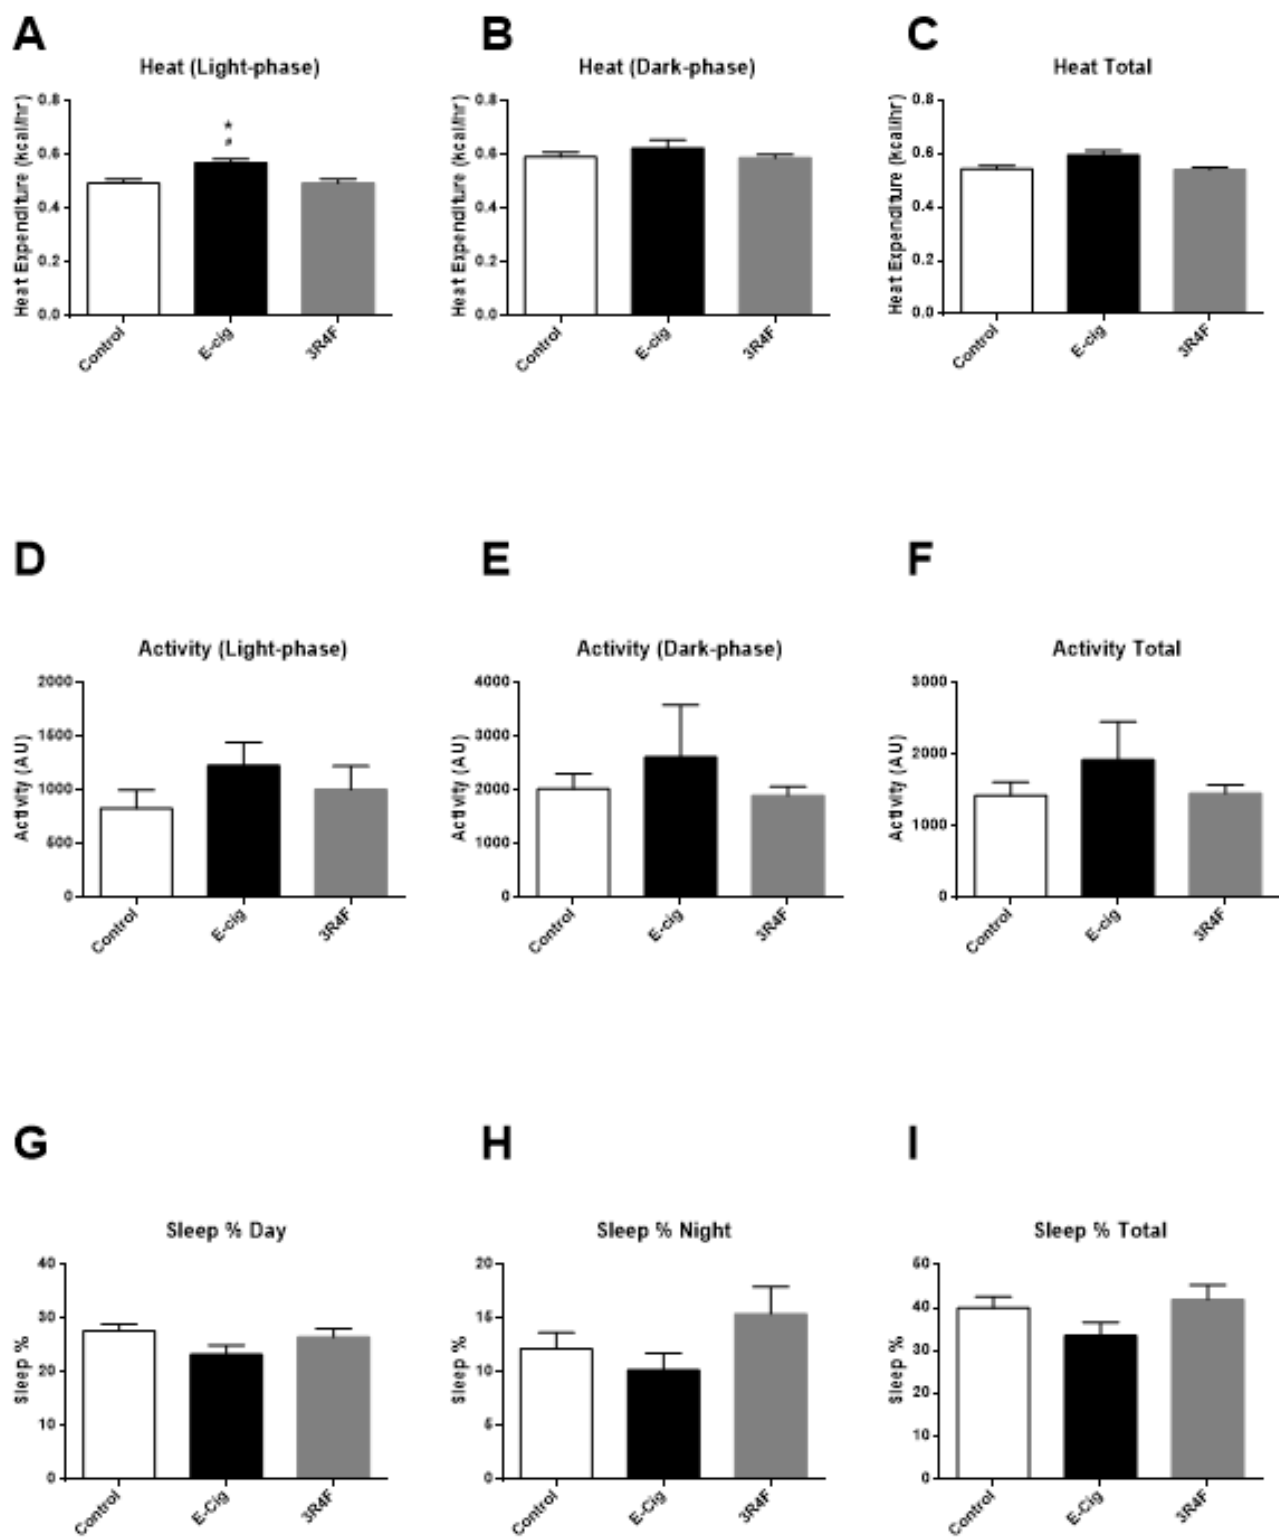 A
B
C
Heat (Light-phase)
Heat (Dark-phase)
Heat Total
Heat Expenditure (kcal/hr)
0.8
0.6
0.4
0.2
0.0
*
#
Control
E-cig
3R4F
Heat Expenditure (kcal/hr)
0.8
0.6
0.4
0.2
0.0
Control
E-cig
3R4F
Heat Expenditure (kcal/hr)
0.8
0.6
0.4
0.2
0.0
Control
E-cig
3R4F
D
E
F
Activity (Light-phase)
Activity (Dark-phase)
Activity Total
Activity (AU)
2000
1500
1000
500
0
Control
E-cig
3R4F
Activity (AU)
4000
3000
2000
1000
0
Control
E-cig
3R4F
Activity (AU)
3000
2000
1000
0
Control
E-cig
3R4F
G
H
I
Sleep % Day
Sleep % Night
Sleep % Total
Sleep %
40
30
20
10
0
Control
E-Cig
3R4F
Sleep %
20
15
10
5
0
Control
E-Cig
3R4F
Sleep %
50
40
30
20
10
0
Control
E-Cig
3R4F